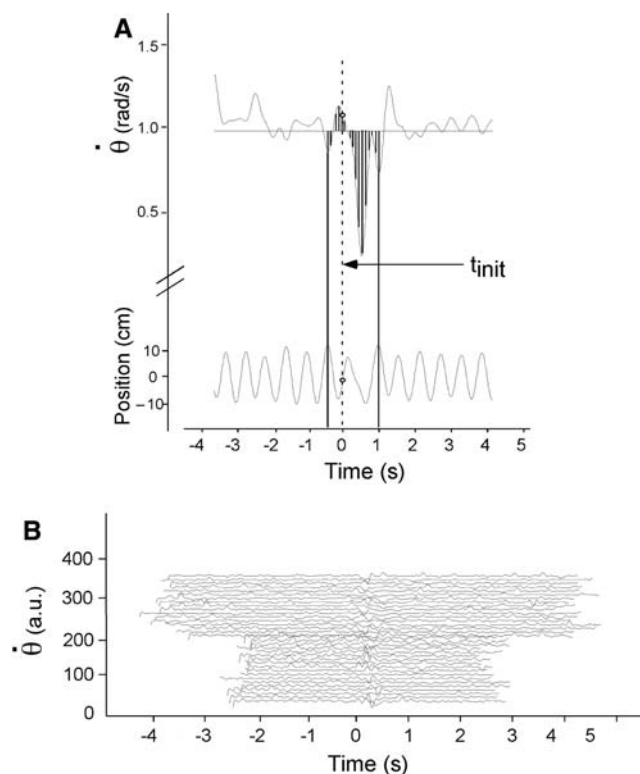 A
1.5
1.0
0.5
θ̇ (rad/s)
tinit
10
0
−10
Position (cm)
-4 -3 -2 -1 0 1 2 3 4 5
Time (s)
B
400
300
200
100
0
θ̇ (a.u.)
-4 -3 -2 -1 0 1 2 3 4 5
Time (s)